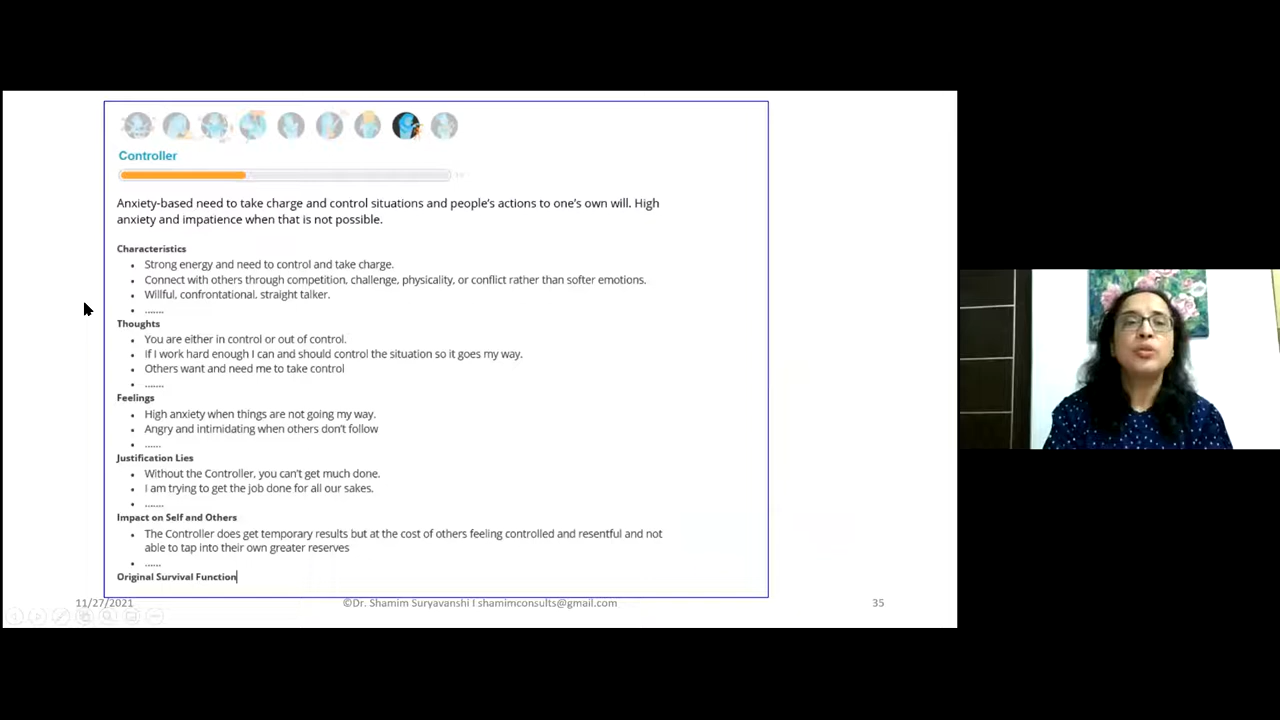 Controller
Anxiety-based need to take charge and control situations and people's actions to one's own will. High
anxiety and impatience when that is not possible.
Characteristics
• Strong energy and need to control and take charge.
• Connect with others through competition, challenge, physicality, or conflict rather than softer emotions.
• Willful, confrontational, straight talker.
• .......
Thoughts
• You are either in control or out of control.
• If I work hard enough I can and should control the situation so it goes my way.
• Others want and need me to take control
• .......
Feelings
• High anxiety when things are not going my way.
• Angry and intimidating when others don't follow
• ......
Justification Lies
• Without the Controller, you can't get much done.
• I am trying to get the job done for all our sakes.
• .......
Impact on Self and Others
• The Controller does get temporary results but at the cost of others feeling controlled and resentful and not
able to tap into their own greater reserves
• ......
Original Survival Function
11/27/2021
©Dr. Shamim Suryavanshi I shamimconsults@gmail.com
35